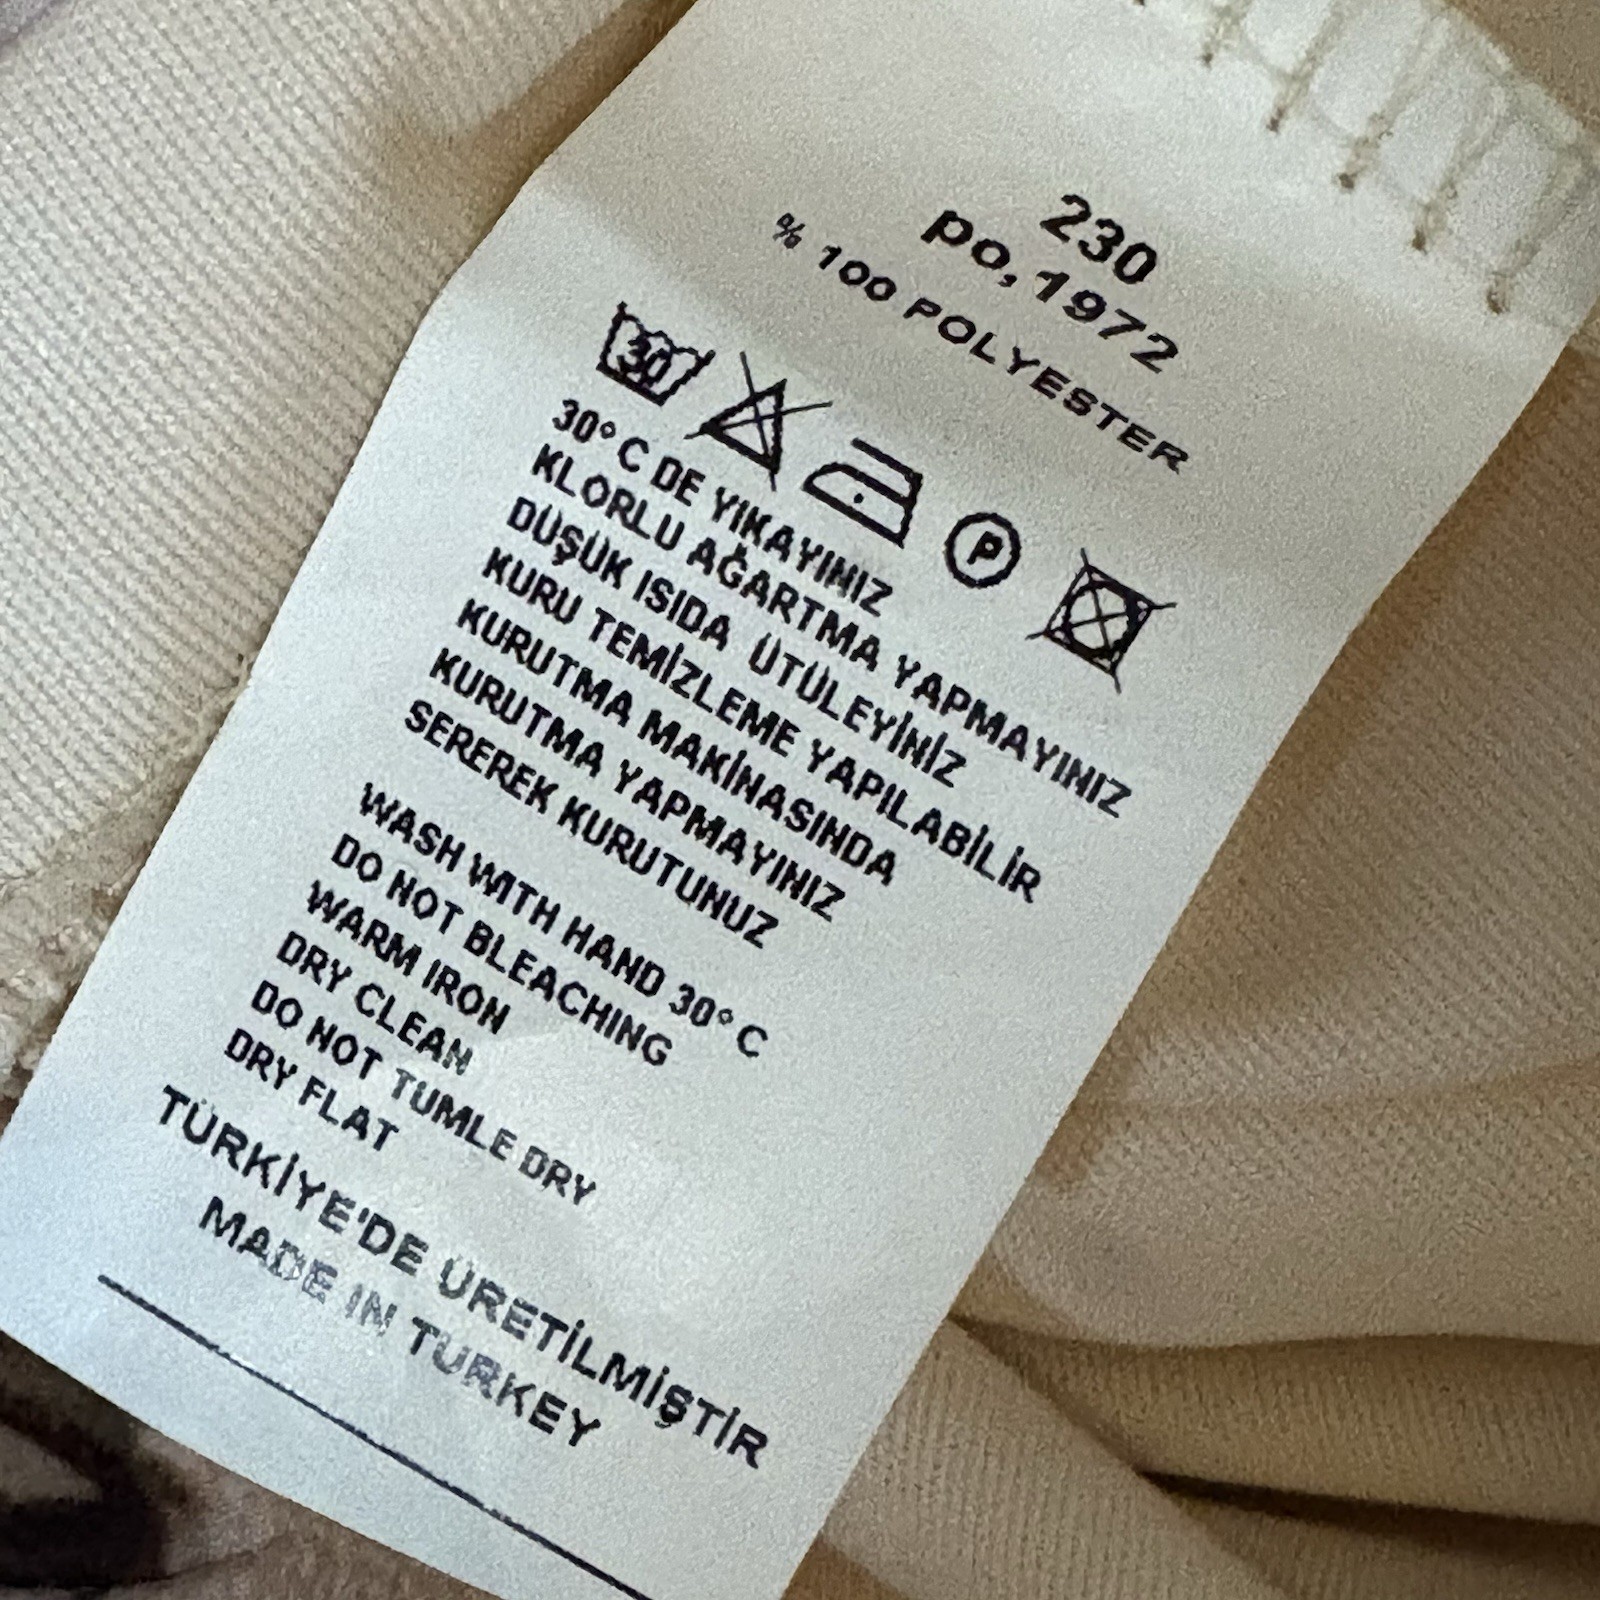 230
po, 1972
% 100 POLYESTER
30
P
30° C DE YIKAYINIZ
KLORLU AĞARTMA YAPMAYINIZ
DÜŞÜK ISIDA ÜTÜLEYİNİZ
KURU TEMİZLEME YAPILABİLİR
KURUTMA MAKİNASINDA
KURUTMA YAPMAYINIZ
SEREREK KURUTUNUZ
WASH WITH HAND 30° C
DO NOT BLEACHING
WARM IRON
DRY CLEAN
DO NOT TUMLE DRY
DRY FLAT
TÜRKİYE'DE ÜRETİLMİŞTİR
MADE IN TURKEY